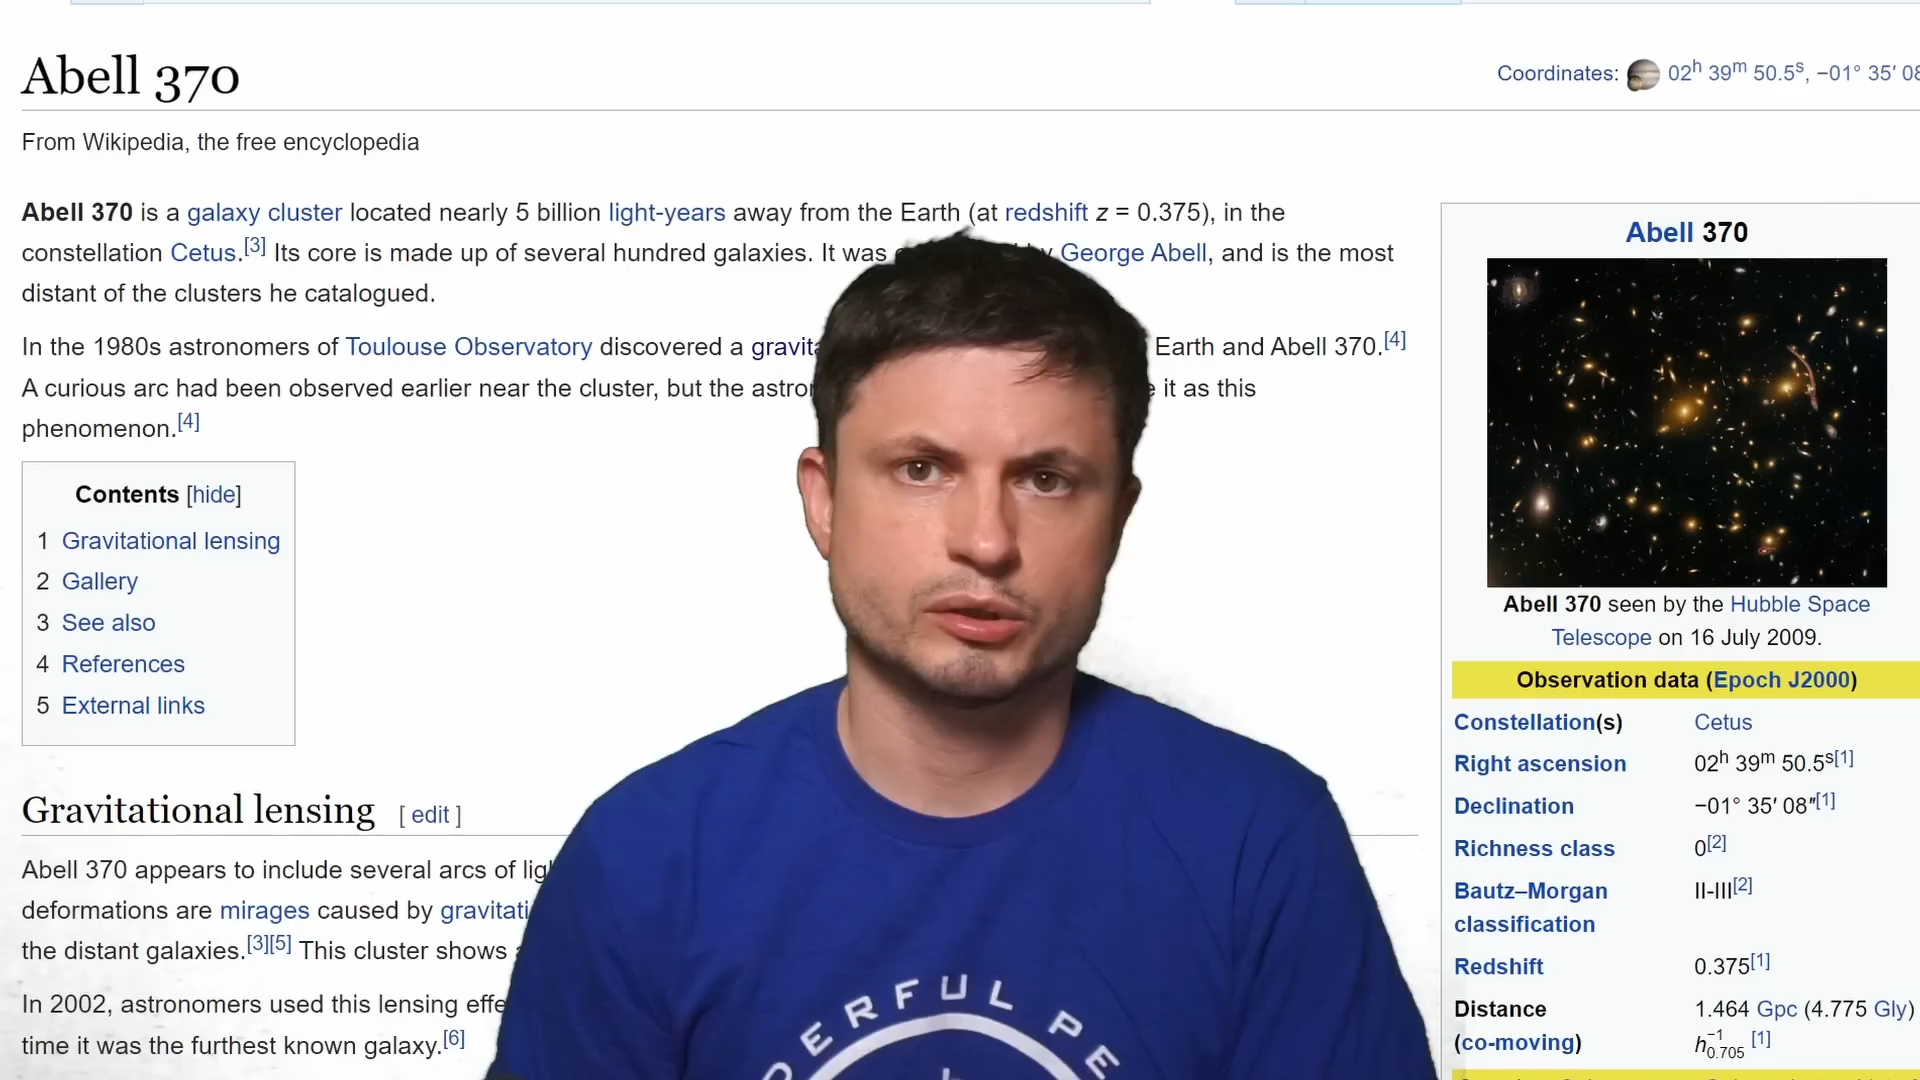 Abell 370
Coordinates: 02h 39m 50.5s, −01° 35′ 08
From Wikipedia, the free encyclopedia
Abell 370 is a galaxy cluster located nearly 5 billion light-years away from the Earth (at redshift z = 0.375), in the
constellation Cetus.[3] Its core is made up of several hundred galaxies. It was by George Abell, and is the most
distant of the clusters he catalogued.
In the 1980s astronomers of Toulouse Observatory discovered a gravita Earth and Abell 370.[4]
A curious arc had been observed earlier near the cluster, but the astro it as this
phenomenon.[4]
Contents [hide]
1 Gravitational lensing
2 Gallery
3 See also
4 References
5 External links
Gravitational lensing [ edit ]
Abell 370 appears to include several arcs of lig
deformations are mirages caused by gravitati
the distant galaxies.[3][5] This cluster shows
In 2002, astronomers used this lensing effe
time it was the furthest known galaxy.[6]
Abell 370
Abell 370 seen by the Hubble Space
Telescope on 16 July 2009.
Observation data (Epoch J2000)
Constellation(s) Cetus
Right ascension 02h 39m 50.5s[1]
Declination −01° 35′ 08″[1]
Richness class 0[2]
Bautz–Morgan II-III[2]
classification
Redshift 0.375[1]
Distance 1.464 Gpc (4.775 Gly)
(co-moving) h−1 0.705 [1]
DERFUL PE